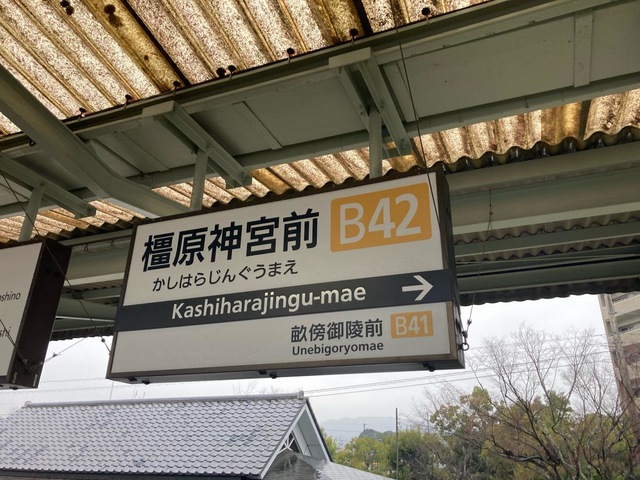 橿原神宮前 B42
かしはらじんぐうまえ
Kashiharajingu-mae →
畝傍御陵前 B41
Unebigoryomae